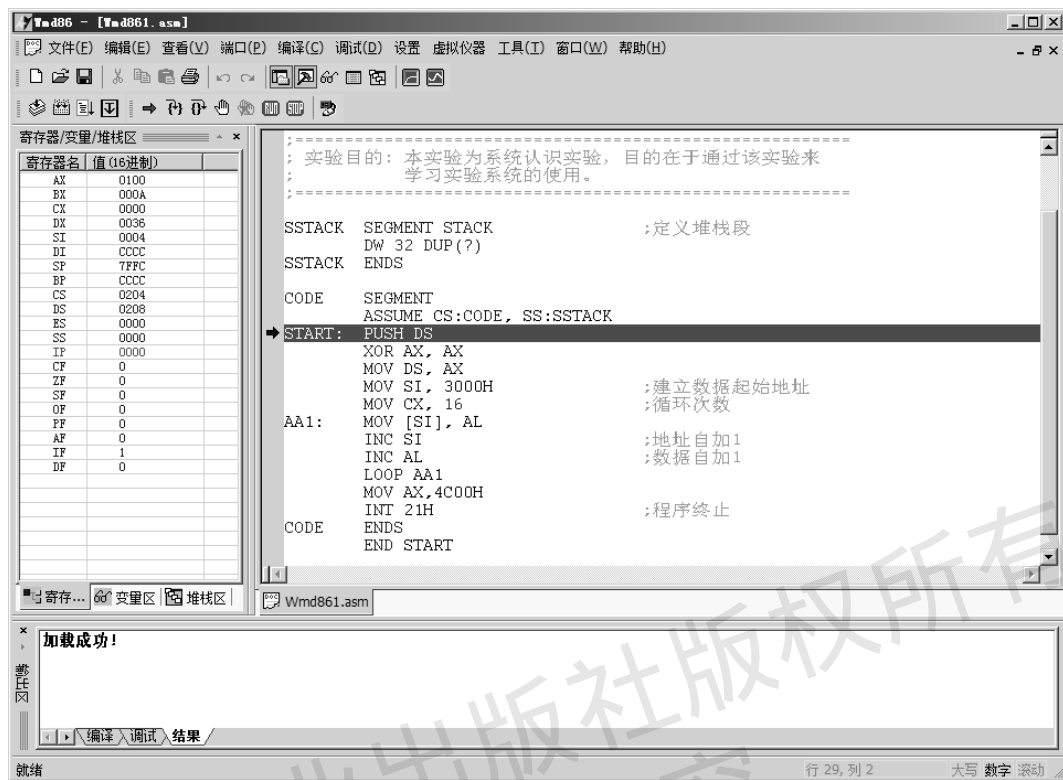 Wmd86 - [Wmd861.asm]
文件(F) 编辑(E) 查看(V) 端口(P) 编译(C) 调试(D) 设置 虚拟仪器 工具(T) 窗口(W) 帮助(H)
寄存器/变量/堆栈区
寄存器名 值(16进制)
AX 0100
BX 000A
CX 0000
DX 0036
SI 0004
DI CCCC
SP 7FFC
BP CCCC
CS 0204
DS 0208
ES 0000
SS 0000
IP 0000
CF 0
ZF 0
SF 0
OF 0
PF 0
AF 0
IF 1
DF 0
寄存... 变量区 堆栈区
;=========================================================
; 实验目的: 本实验为系统认识实验, 目的在于通过该实验来
; 学习实验系统的使用。
;=========================================================
SSTACK SEGMENT STACK ;定义堆栈段
DW 32 DUP(?)
SSTACK ENDS
CODE SEGMENT
ASSUME CS:CODE, SS:SSTACK
START: PUSH DS
XOR AX, AX
MOV DS, AX
MOV SI, 3000H ;建立数据起始地址
MOV CX, 16 ;循环次数
AA1: MOV [SI], AL
INC SI ;地址自加1
INC AL ;数据自加1
LOOP AA1
MOV AX,4C00H
INT 21H ;程序终止
CODE ENDS
END START
Wmd861.asm
加载成功!
输出区
编译 调试 结果
就绪
行 29, 列 2 大写 数字 滚动
出版社版权所有